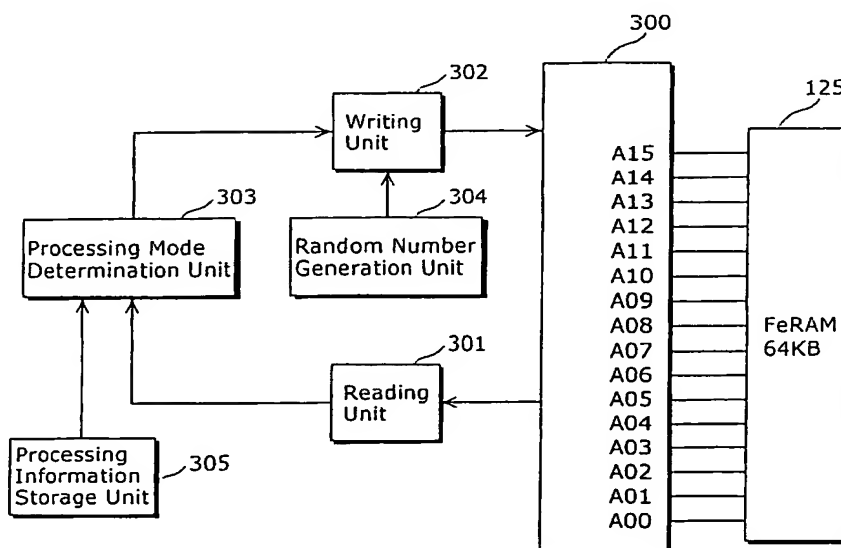 300
302
125
Writing
Unit
A15
A14
303
304
A13
A12
Processing Mode
Determination Unit
Random Number
Generation Unit
A11
A10
A09
A08
FeRAM
64KB
301
A07
A06
Reading
Unit
A05
A04
Processing
Information
Storage Unit
305
A03
A02
A01
A00